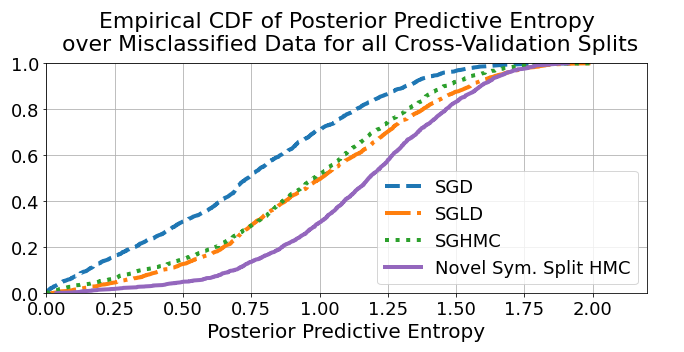 Empirical CDF of Posterior Predictive Entropy
over Misclassified Data for all Cross-Validation Splits
1.0
0.8
0.6
0.4
0.2
0.0
SGD
SGLD
SGHMC
Novel Sym. Split HMC
0.00 0.25 0.50 0.75 1.00 1.25 1.50 1.75 2.00
Posterior Predictive Entropy